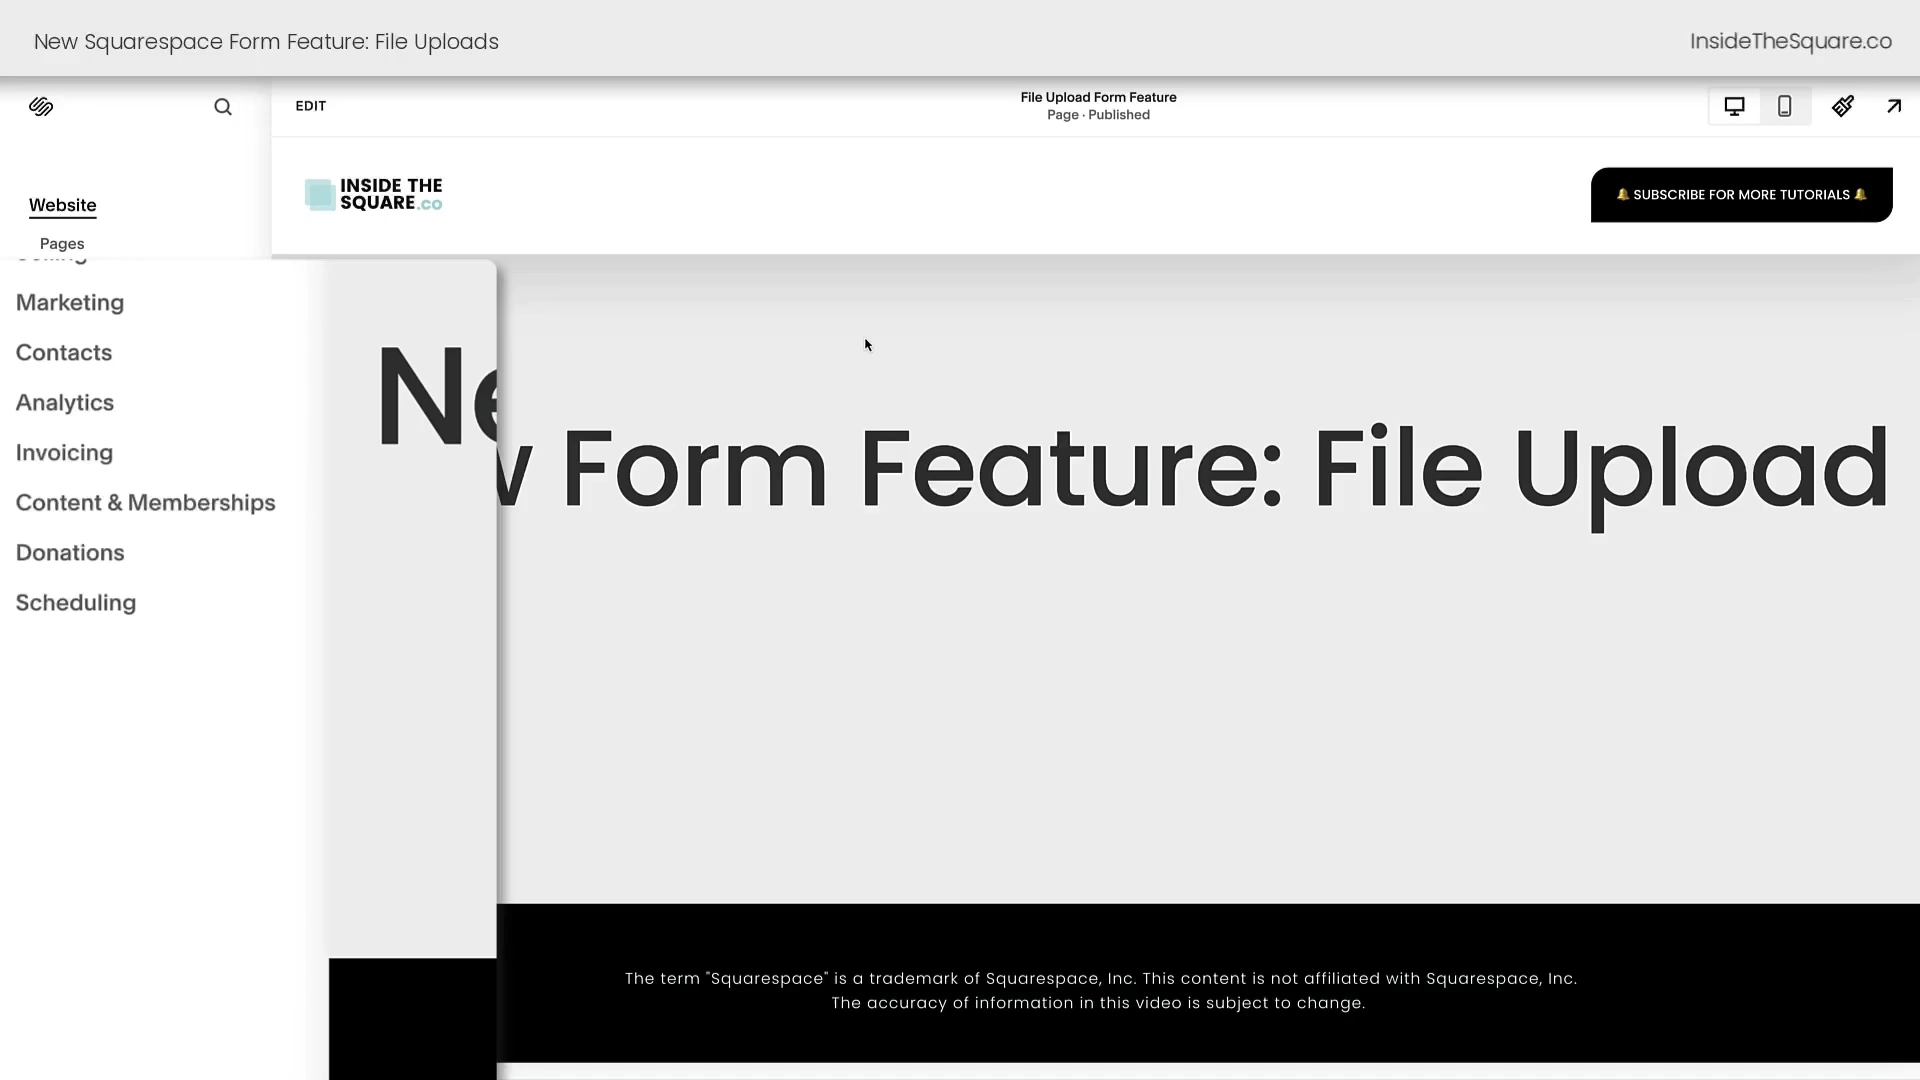 New Squarespace Form Feature: File Uploads
InsideTheSquare.co
EDIT
File Upload Form Feature
Page · Published
Website
Pages
INSIDE THE
SQUARE.co
🔔 SUBSCRIBE FOR MORE TUTORIALS 🔔
Marketing
Contacts
Analytics
Invoicing
Content & Memberships
Donations
Scheduling
Ne
w Form Feature: File Upload
The term "Squarespace" is a trademark of Squarespace, Inc. This content is not affiliated with Squarespace, Inc.
The accuracy of information in this video is subject to change.